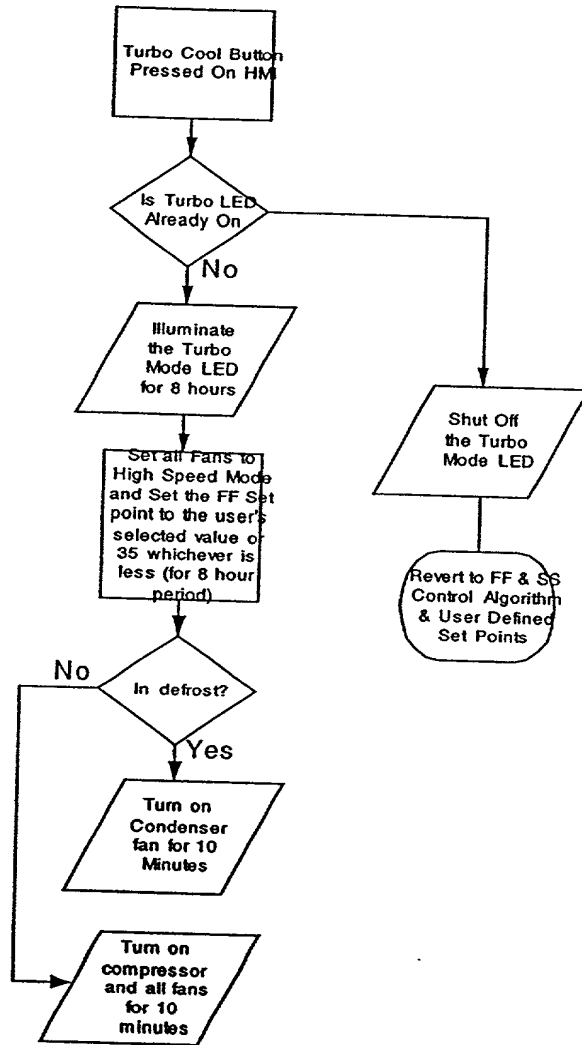 Turbo Cool Button
Pressed On HMI
Is Turbo LED
Already On
No
Illuminate
the Turbo
Mode LED
for 8 hours
Set all Fans to
High Speed Mode
and Set the FF Set
point to the user's
selected value or
35 whichever is
less (for 8 hour
period)
In defrost?
No
Yes
Turn on
Condenser
fan for 10
Minutes
Turn on
compressor
and all fans
for 10
minutes
Shut Off
the Turbo
Mode LED
Revert to FF & SS
Control Algorithm
& User Defined
Set Points